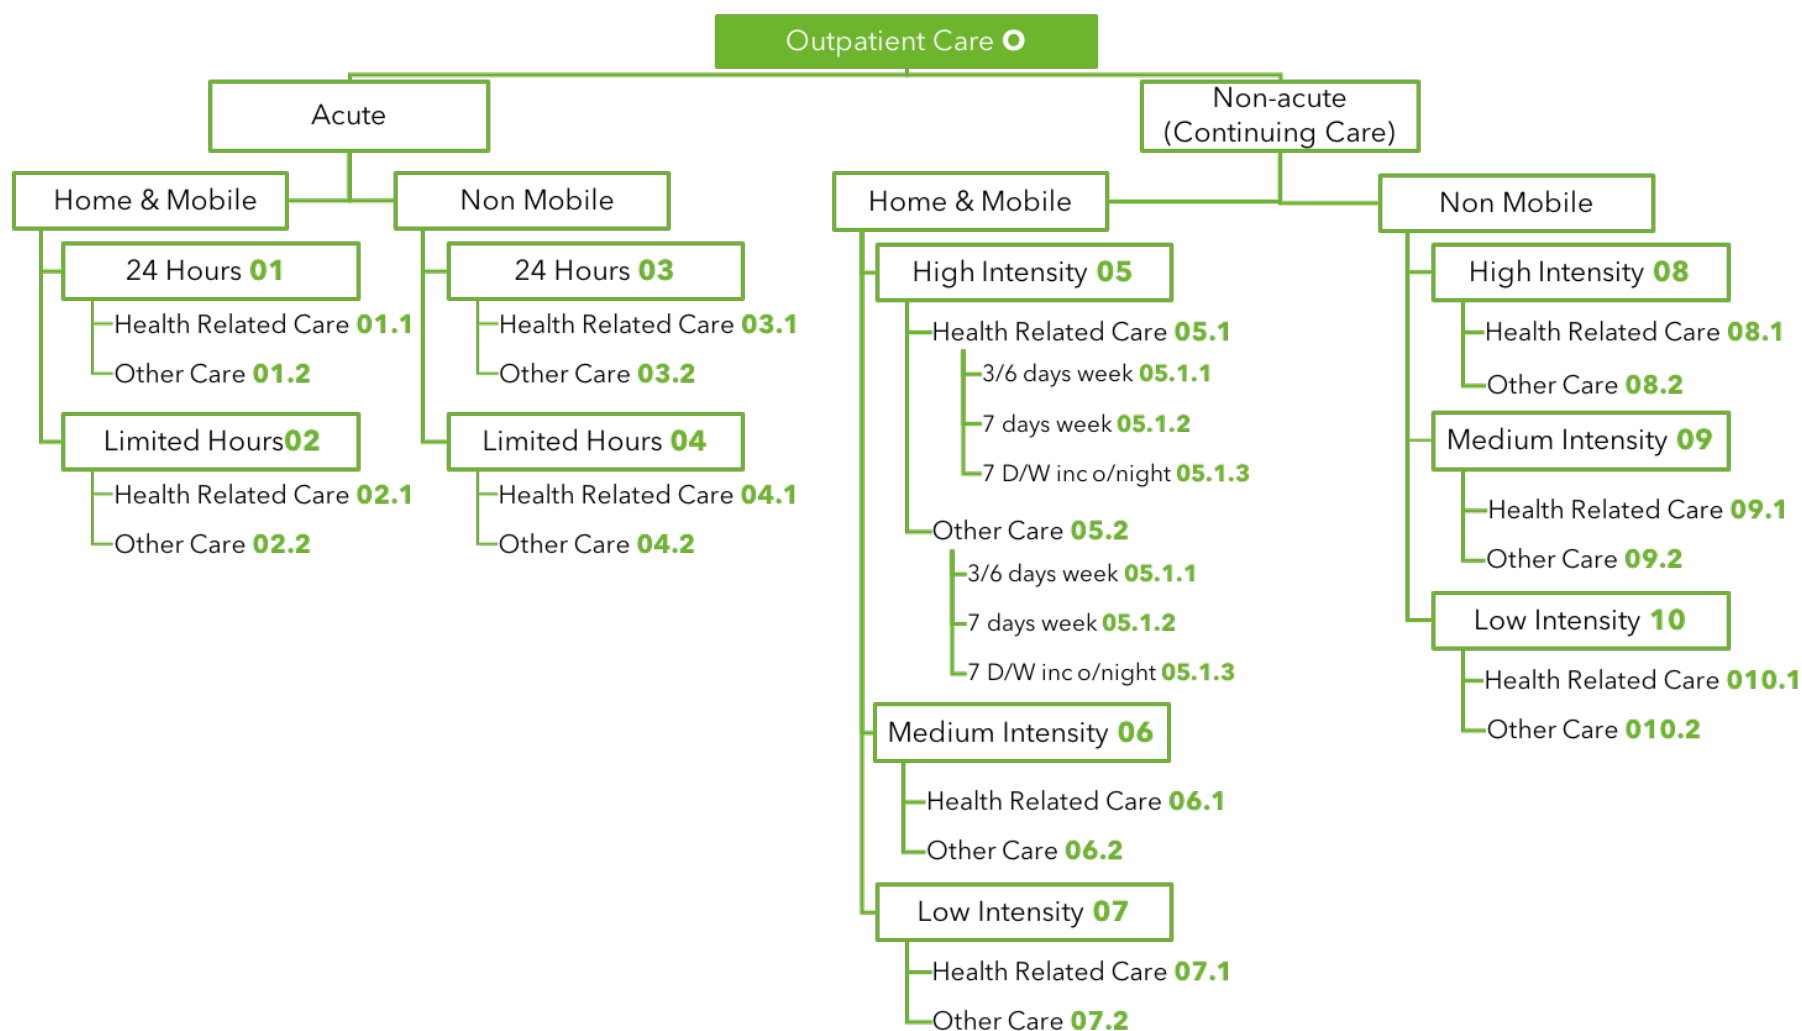 Outpatient Care O
Acute
Home & Mobile
24 Hours 01
Health Related Care 01.1
Other Care 01.2
Limited Hours02
Health Related Care 02.1
Other Care 02.2
Non Mobile
24 Hours 03
Health Related Care 03.1
Other Care 03.2
Limited Hours 04
Health Related Care 04.1
Other Care 04.2
Non-acute
(Continuing Care)
Home & Mobile
High Intensity 05
Health Related Care 05.1
3/6 days week 05.1.1
7 days week 05.1.2
7 D/W inc o/night 05.1.3
Other Care 05.2
3/6 days week 05.1.1
7 days week 05.1.2
7 D/W inc o/night 05.1.3
Medium Intensity 06
Health Related Care 06.1
Other Care 06.2
Low Intensity 07
Health Related Care 07.1
Other Care 07.2
Non Mobile
High Intensity 08
Health Related Care 08.1
Other Care 08.2
Medium Intensity 09
Health Related Care 09.1
Other Care 09.2
Low Intensity 10
Health Related Care 010.1
Other Care 010.2